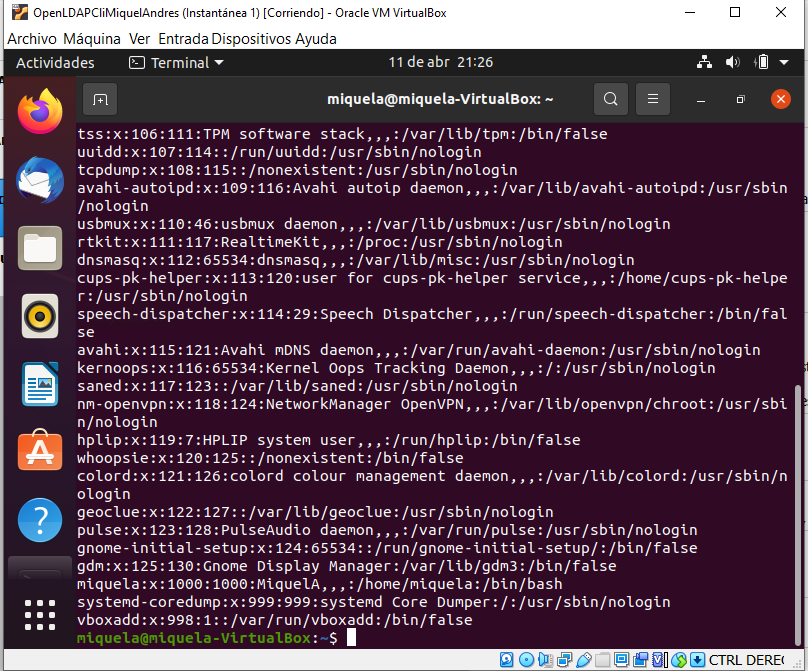 OpenLDAPCliMiquelAndres (Instantánea 1) [Corriendo] - Oracle VM VirtualBox
Archivo Máquina Ver Entrada Dispositivos Ayuda
Actividades Terminal 11 de abr 21:26
miquela@miquela-VirtualBox: ~
tss:x:106:111:TPM software stack,,,:/var/lib/tpm:/bin/false
uuidd:x:107:114::/run/uuidd:/usr/sbin/nologin
tcpdump:x:108:115::/nonexistent:/usr/sbin/nologin
avahi-autoipd:x:109:116:Avahi autoip daemon,,,:/var/lib/avahi-autoipd:/usr/sbin
/nologin
usbmux:x:110:46:usbmux daemon,,,:/var/lib/usbmux:/usr/sbin/nologin
rtkit:x:111:117:RealtimeKit,,,:/proc:/usr/sbin/nologin
dnsmasq:x:112:65534:dnsmasq,,,:/var/lib/misc:/usr/sbin/nologin
cups-pk-helper:x:113:120:user for cups-pk-helper service,,,:/home/cups-pk-helpe
r:/usr/sbin/nologin
speech-dispatcher:x:114:29:Speech Dispatcher,,,:/run/speech-dispatcher:/bin/fal
se
avahi:x:115:121:Avahi mDNS daemon,,,:/var/run/avahi-daemon:/usr/sbin/nologin
kernoops:x:116:65534:Kernel Oops Tracking Daemon,,,:/:/usr/sbin/nologin
saned:x:117:123::/var/lib/saned:/usr/sbin/nologin
nm-openvpn:x:118:124:NetworkManager OpenVPN,,,:/var/lib/openvpn/chroot:/usr/sbi
n/nologin
hplip:x:119:7:HPLIP system user,,,:/run/hplip:/bin/false
whoopsie:x:120:125::/nonexistent:/bin/false
colord:x:121:126:colord colour management daemon,,,:/var/lib/colord:/usr/sbin/n
ologin
geoclue:x:122:127::/var/lib/geoclue:/usr/sbin/nologin
pulse:x:123:128:PulseAudio daemon,,,:/var/run/pulse:/usr/sbin/nologin
gnome-initial-setup:x:124:65534::/run/gnome-initial-setup/:/bin/false
gdm:x:125:130:Gnome Display Manager:/var/lib/gdm3:/bin/false
miquela:x:1000:1000:MiquelA,,,:/home/miquela:/bin/bash
systemd-coredump:x:999:999:systemd Core Dumper:/:/usr/sbin/nologin
vboxadd:x:998:1::/var/run/vboxadd:/bin/false
miquela@miquela-VirtualBox:~$
CTRL DEREC